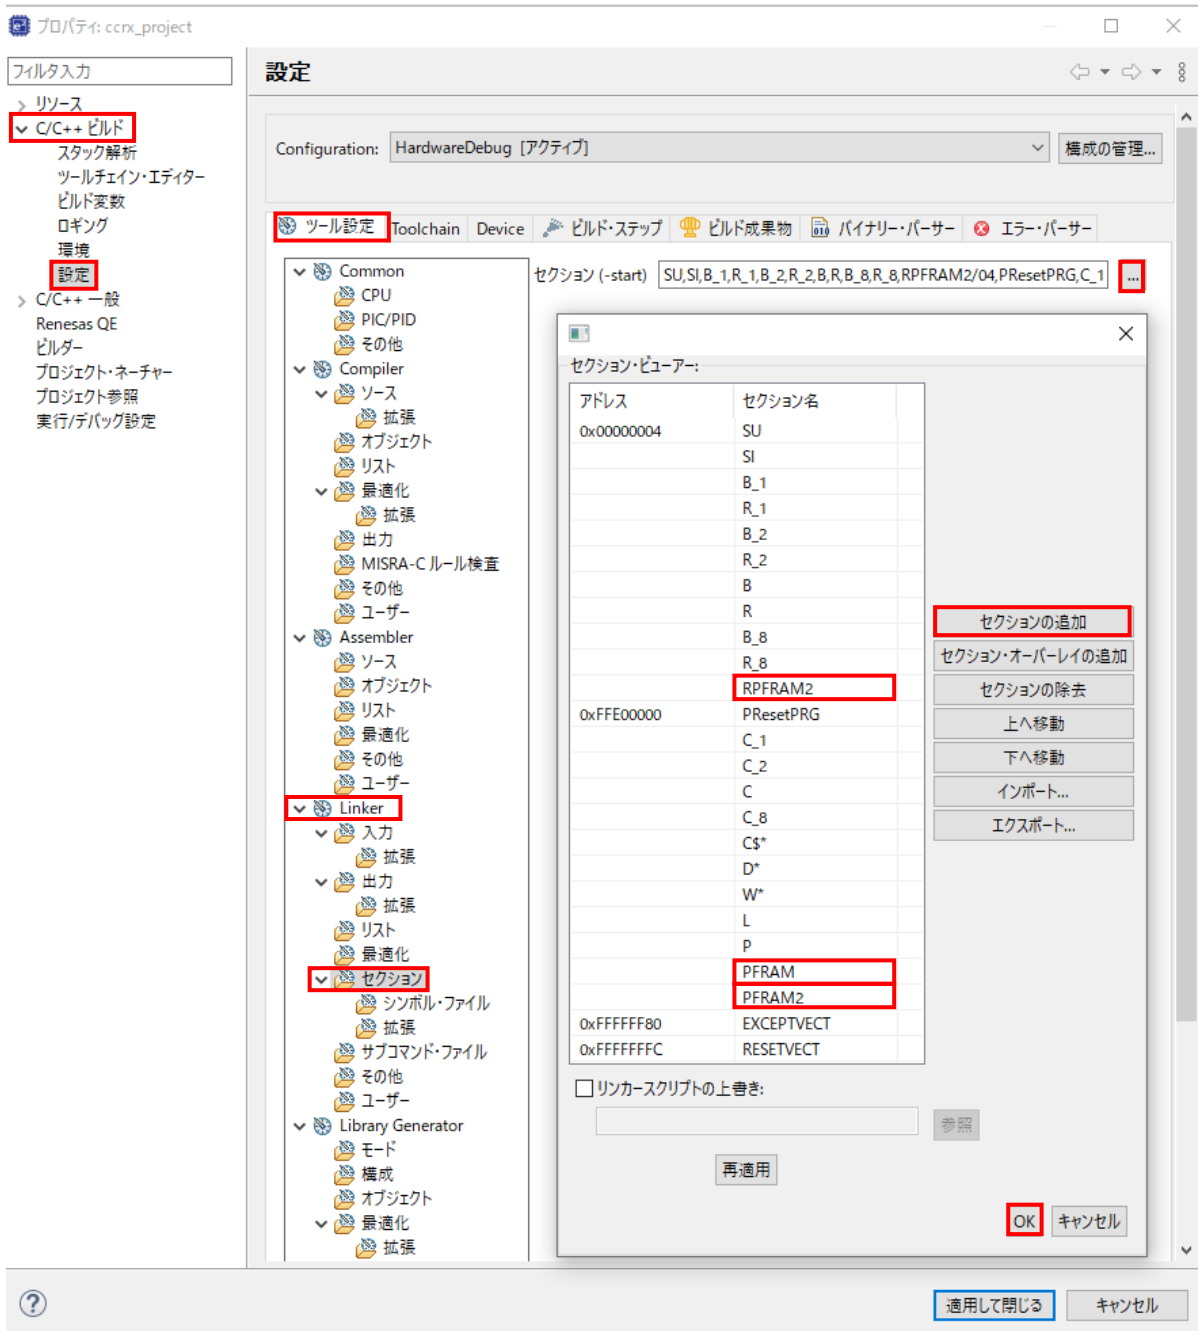 プロパティ: ccrx_project
フィルタ入力
リソース
C/C++ ビルド
スタック解析
ツールチェイン・エディター
ビルド変数
ロギング
環境
設定
C/C++ 一般
Renesas QE
ビルダー
プロジェクト・ネーチャー
プロジェクト参照
実行/デバッグ設定
設定
Configuration: HardwareDebug [アクティブ] 構成の管理...
ツール設定 Toolchain Device ビルド・ステップ ビルド成果物 バイナリー・パーサー エラー・パーサー
Common
CPU
PIC/PID
その他
Compiler
ソース
拡張
オブジェクト
リスト
最適化
拡張
出力
MISRA-C ルール検査
その他
ユーザー
Assembler
ソース
オブジェクト
リスト
最適化
その他
ユーザー
Linker
入力
拡張
出力
拡張
リスト
最適化
セクション
シンボル・ファイル
拡張
サブコマンド・ファイル
その他
ユーザー
Library Generator
モード
構成
オブジェクト
最適化
拡張
セクション (-start) SU,SI,B_1,R_1,B_2,R_2,B,R,B_8,R_8,RPFRAM2/04,PResetPRG,C_1 ...
セクション・ビューアー:
アドレス セクション名
0x00000004 SU
SI
B_1
R_1
B_2
R_2
B
R
B_8
R_8
RPFRAM2
0xFFE00000 PResetPRG
C_1
C_2
C
C_8
C$*
D*
W*
L
P
PFRAM
PFRAM2
0xFFFFFF80 EXCEPTVECT
0xFFFFFFFC RESETVECT
セクションの追加
セクション・オーバーレイの追加
セクションの除去
上へ移動
下へ移動
インポート...
エクスポート...
リンカースクリプトの上書き:
参照
再適用
OK キャンセル
適用して閉じる キャンセル